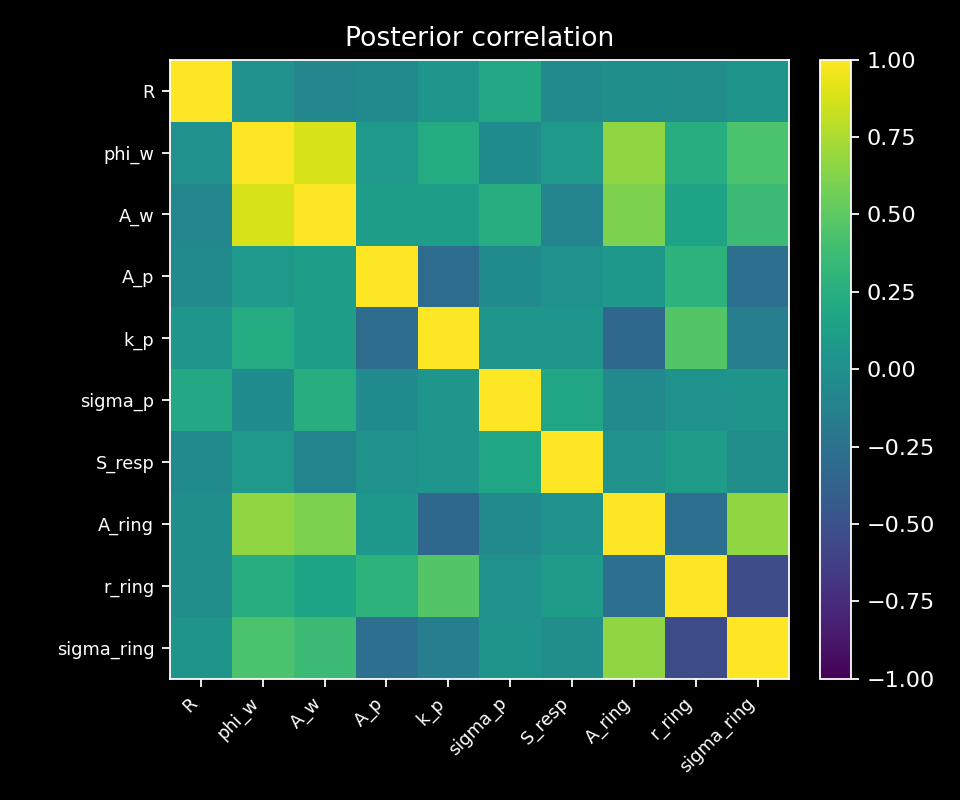 Posterior correlation
R
phi_w
A_w
A_p
k_p
sigma_p
S_resp
A_ring
r_ring
sigma_ring
R
phi_w
A_w
A_p
k_p
sigma_p
S_resp
A_ring
r_ring
sigma_ring
1.00
0.75
0.50
0.25
0.00
−0.25
−0.50
−0.75
−1.00